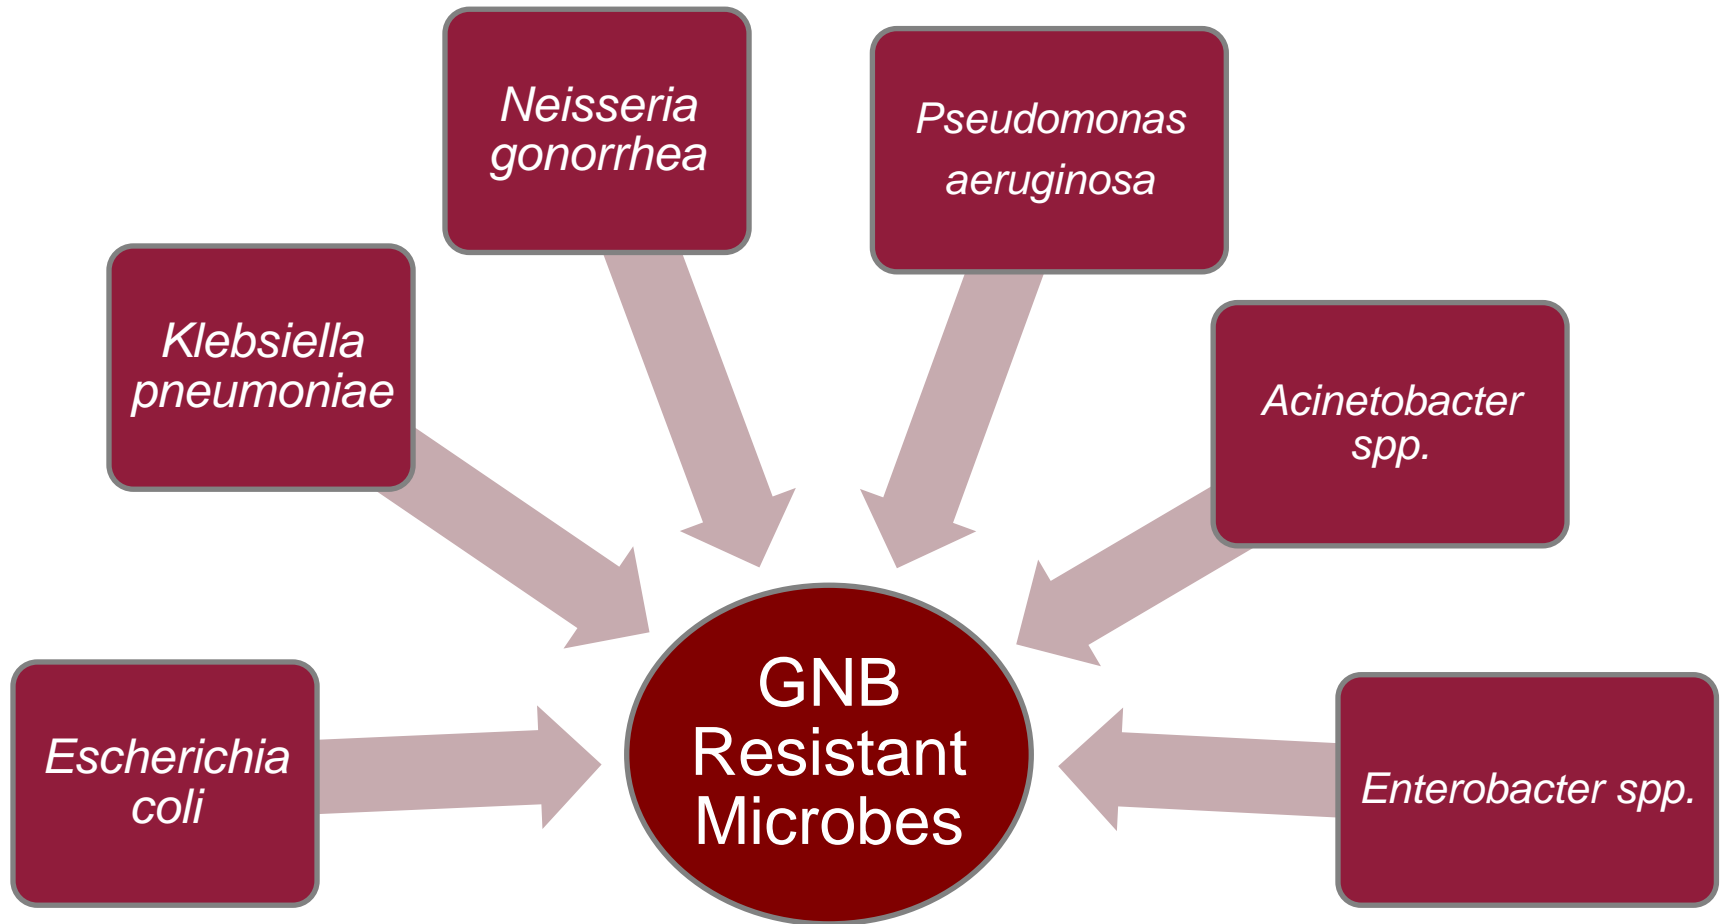 Neisseria
gonorrhea
Pseudomonas
aeruginosa
Klebsiella
pneumoniae
Acinetobacter
spp.
Escherichia
coli
GNB
Resistant
Microbes
Enterobacter spp.